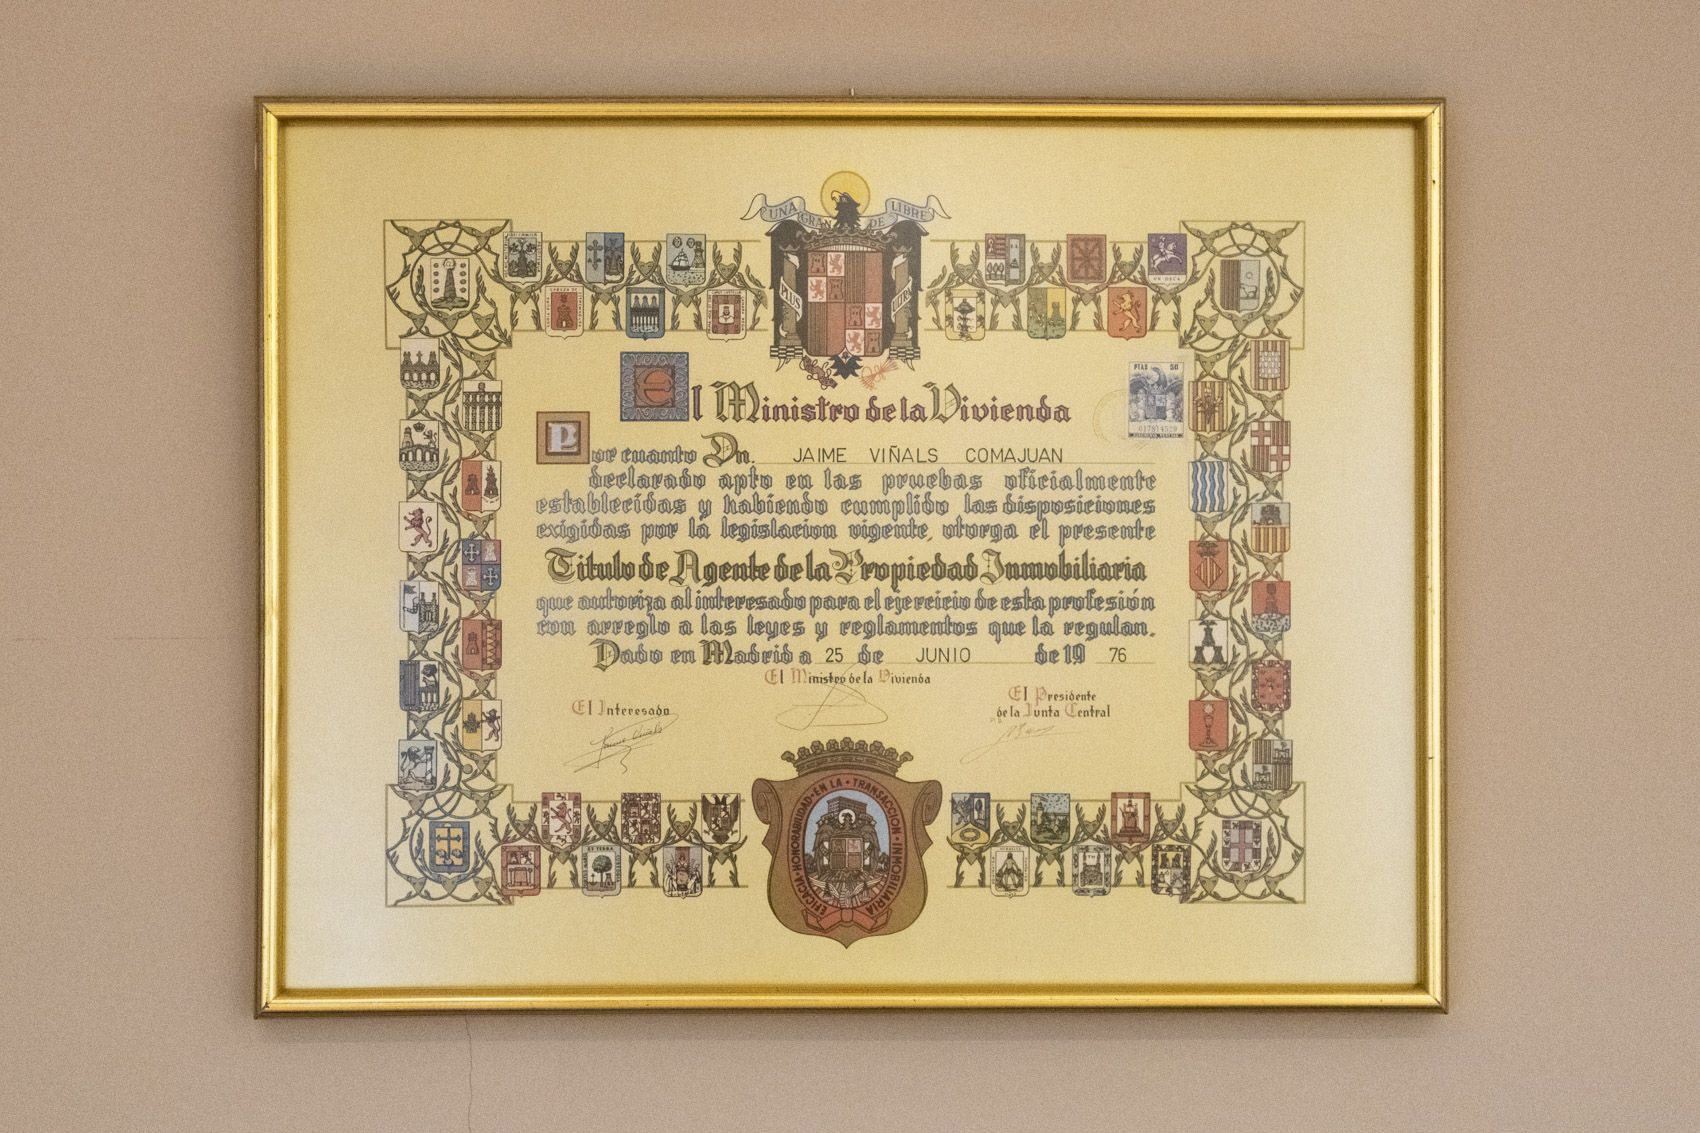 UNA GRANDE LIBRE
PLUS ULTRA
PTAS 50
El Ministro de la Vivienda
Por cuanto Dn. JAIME VIÑALS COMAJUAN
declarado apto en las pruebas oficialmente
establecidas y habiendo cumplido las disposiciones
exigidas por la legislacion vigente, otorga el presente
Titulo de Agente de la Propiedad Inmobiliaria
que autoriza al interesado para el ejercicio de esta profesión
con arreglo a las leyes y reglamentos que la regulan.
Dado en Madrid a 25 de JUNIO de 19 76
El Ministro de la Vivienda
El Interesado
El Presidente
de la Junta Central
EFICACIA · HONORABILIDAD · EN LA · TRANSACCION · INMOBILIARIA